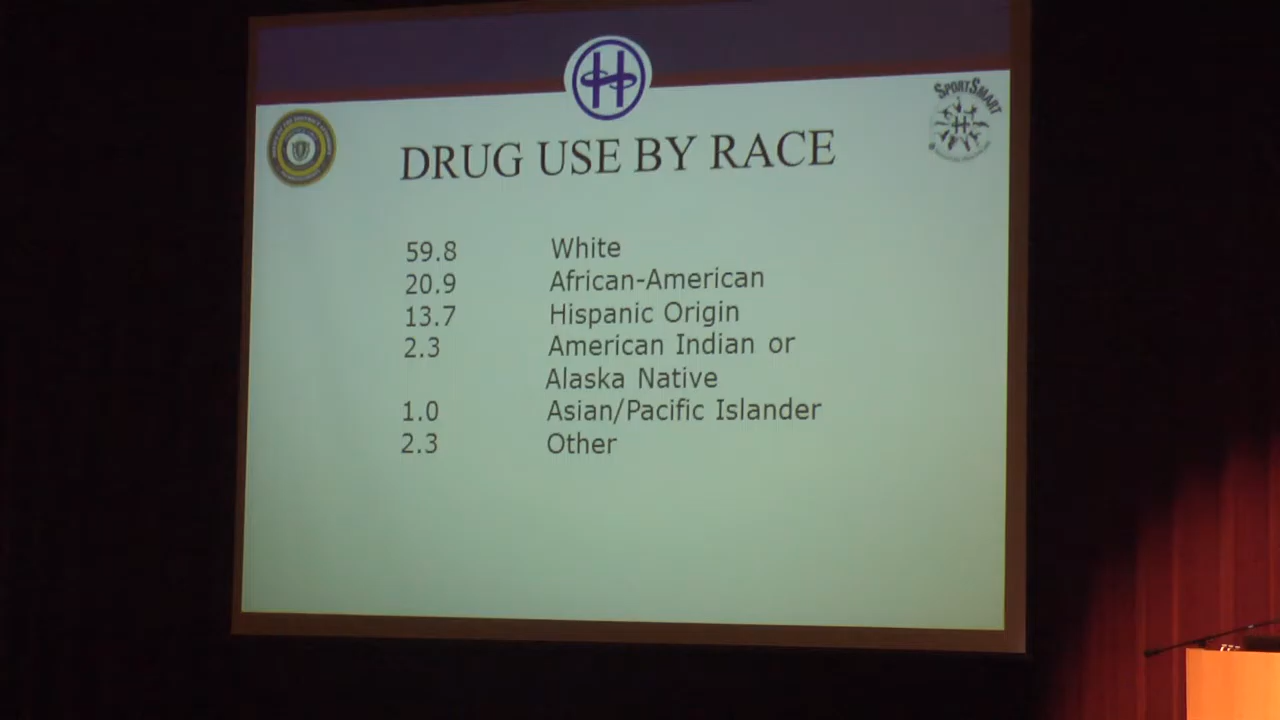 SPORTSMART
DRUG USE BY RACE
59.8 White
20.9 African-American
13.7 Hispanic Origin
2.3 American Indian or
Alaska Native
1.0 Asian/Pacific Islander
2.3 Other